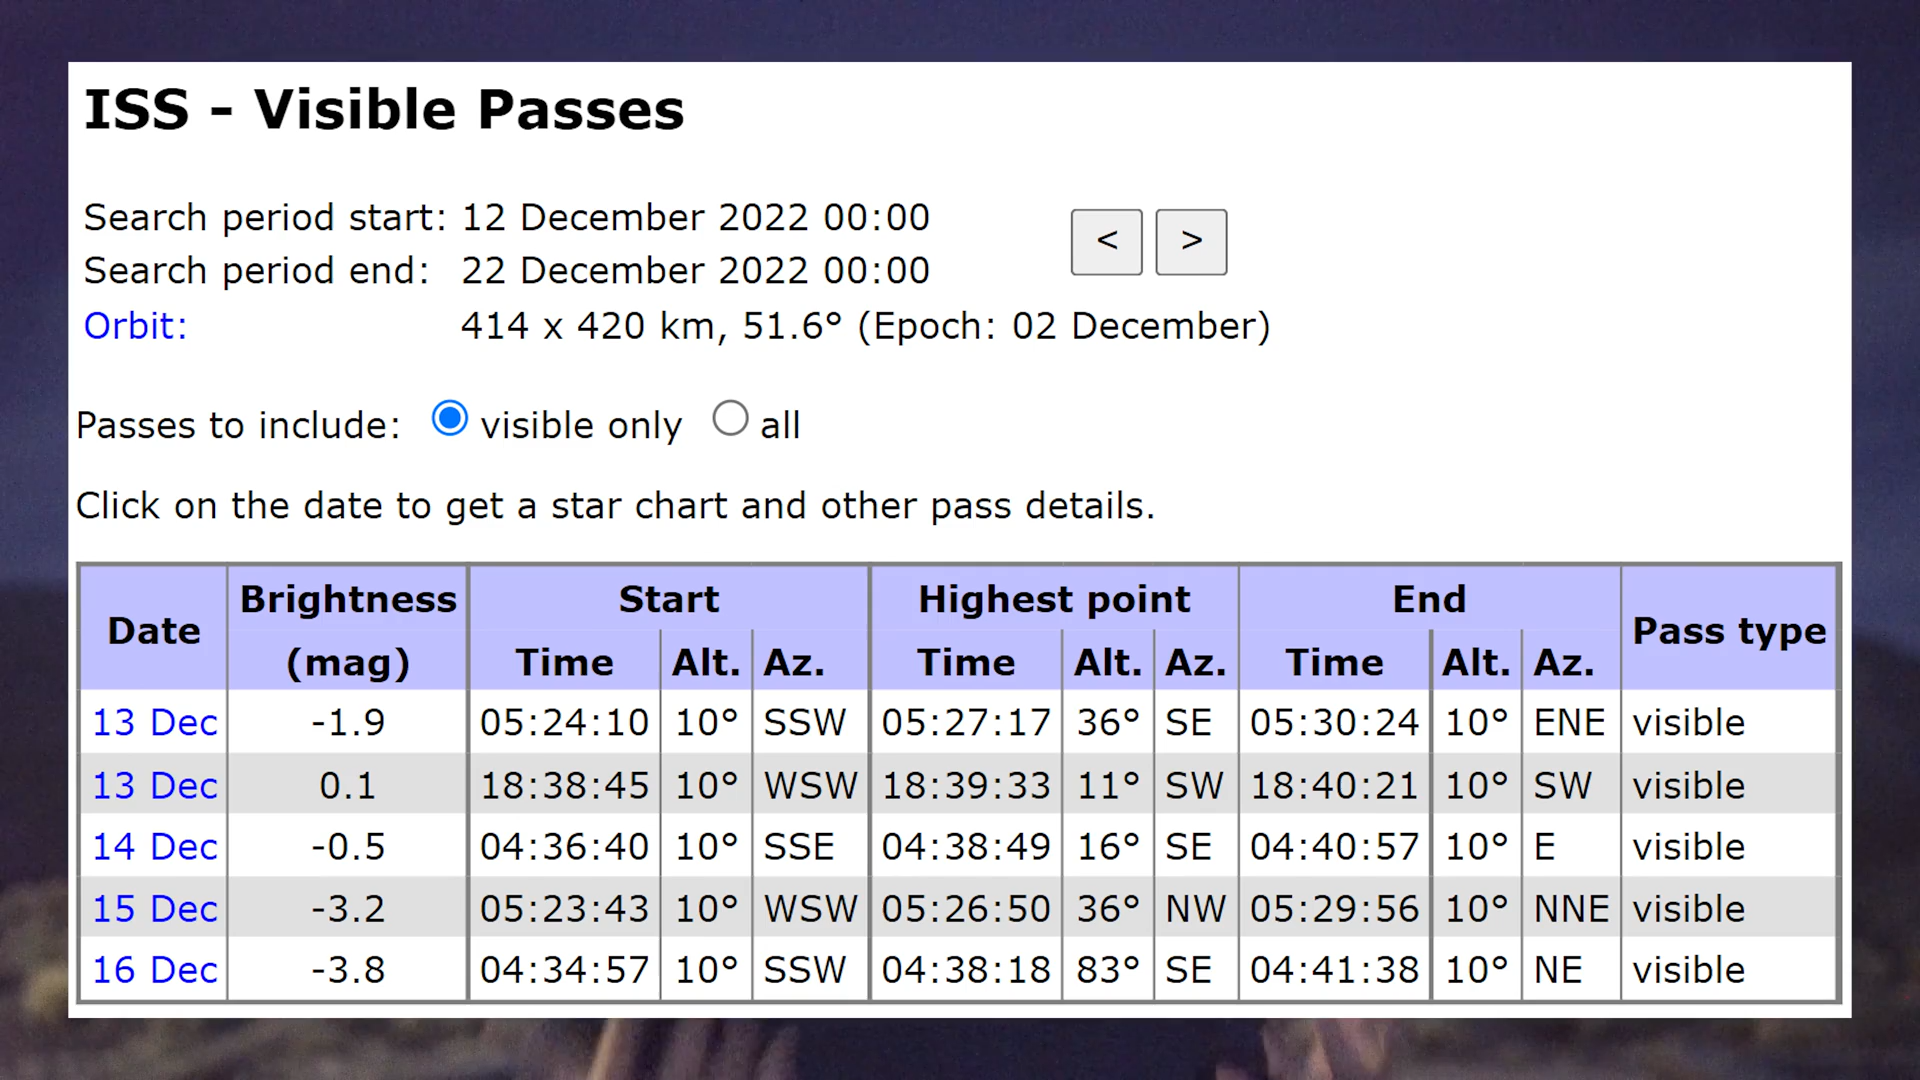 ISS - Visible Passes
Search period start: 12 December 2022 00:00
< >
Search period end: 22 December 2022 00:00
Orbit: 414 x 420 km, 51.6° (Epoch: 02 December)
Passes to include: visible only all
Click on the date to get a star chart and other pass details.
Date Brightness Start Highest point End Pass type
(mag) Time Alt. Az. Time Alt. Az. Time Alt. Az.
13 Dec -1.9 05:24:10 10° SSW 05:27:17 36° SE 05:30:24 10° ENE visible
13 Dec 0.1 18:38:45 10° WSW 18:39:33 11° SW 18:40:21 10° SW visible
14 Dec -0.5 04:36:40 10° SSE 04:38:49 16° SE 04:40:57 10° E visible
15 Dec -3.2 05:23:43 10° WSW 05:26:50 36° NW 05:29:56 10° NNE visible
16 Dec -3.8 04:34:57 10° SSW 04:38:18 83° SE 04:41:38 10° NE visible